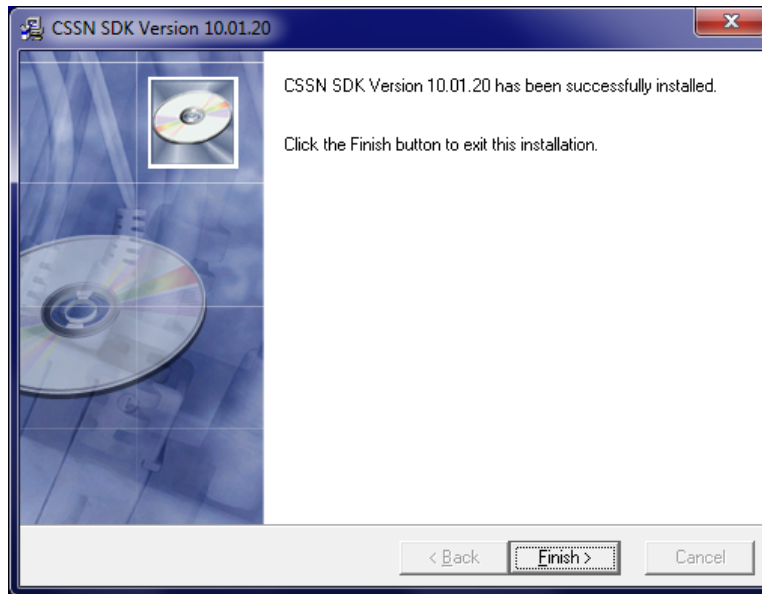 CSSN SDK Version 10.01.20
CSSN SDK Version 10.01.20 has been successfully installed.
Click the Finish button to exit this installation.
< Back
Finish >
Cancel